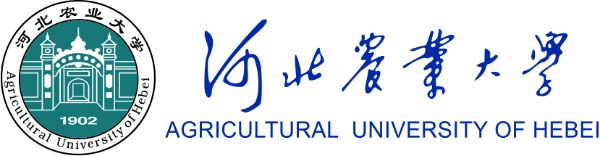 河北农业大学
1902
Agricultural University of Hebei
河北農業大學
AGRICULTURAL UNIVERSITY OF HEBEI